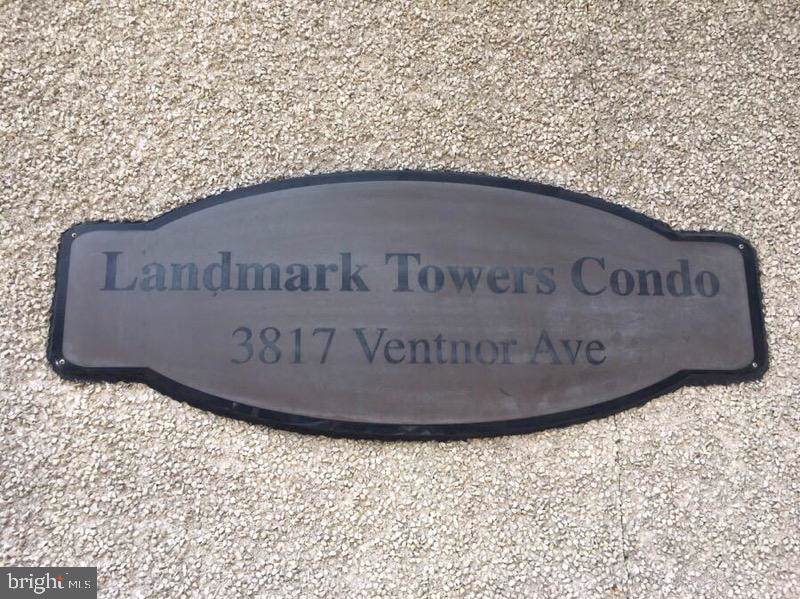 Landmark Towers Condo
3817 Ventnor Ave
bright MLS